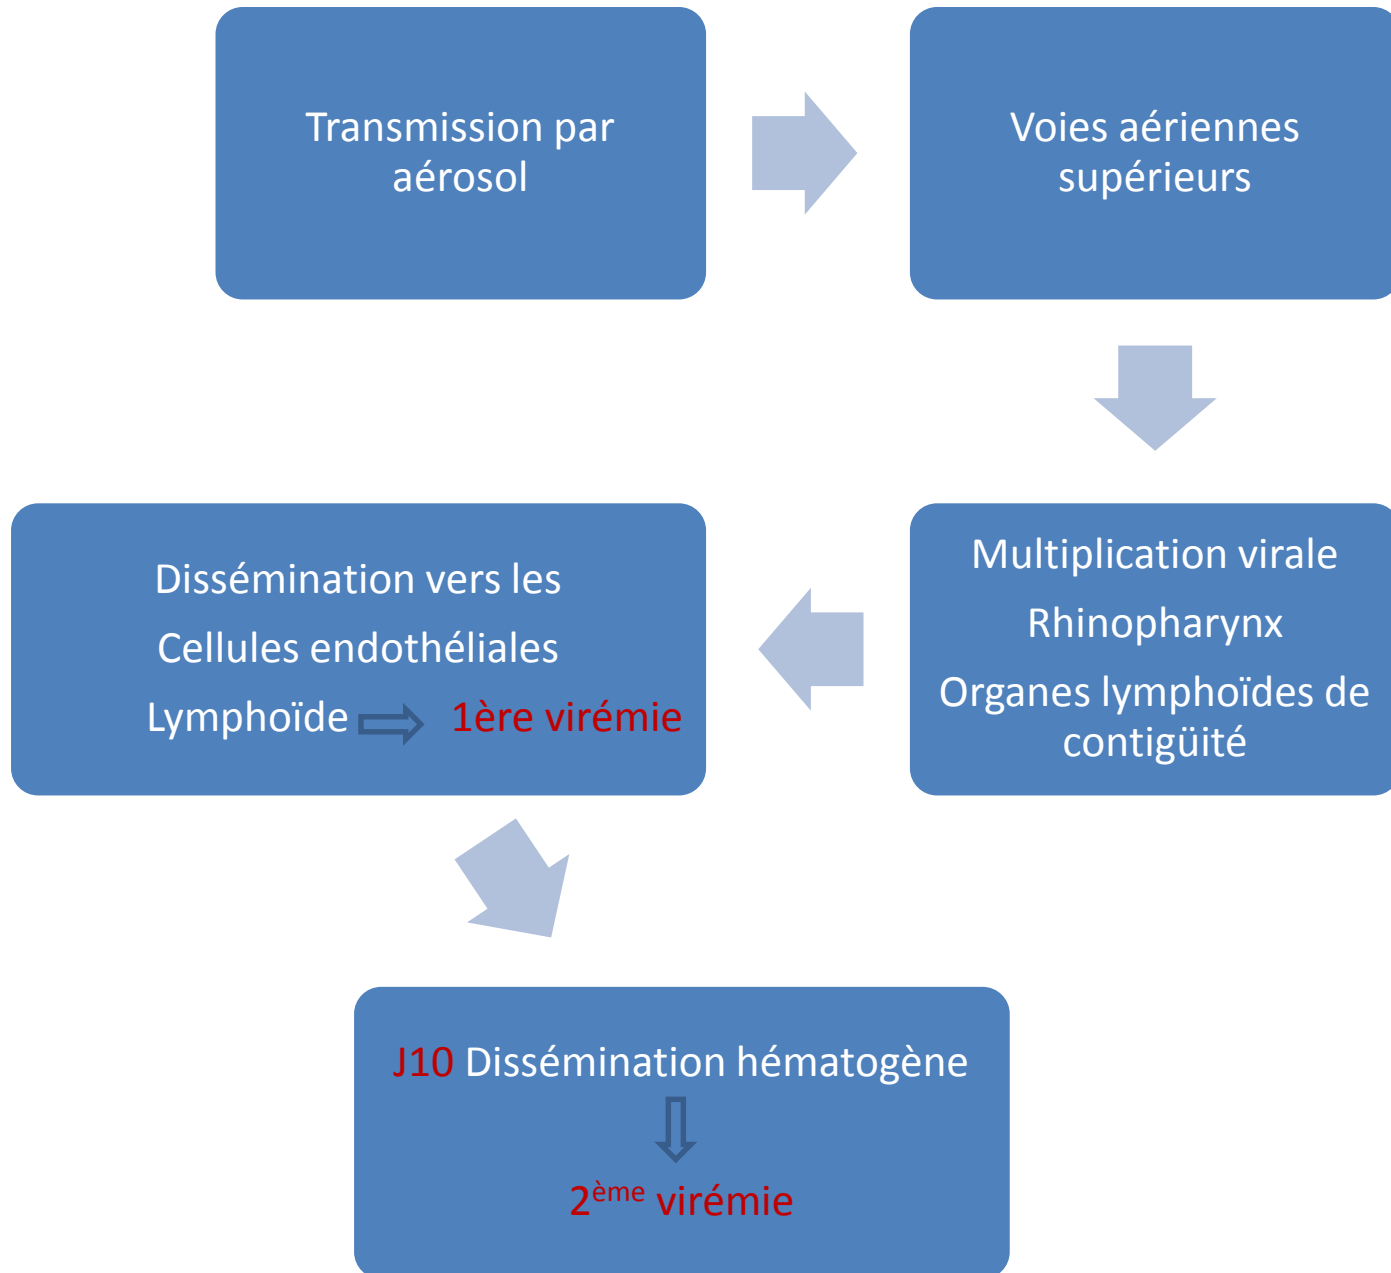 Transmission par
aérosol
Voies aériennes
supérieurs
Multiplication virale
Rhinopharynx
Organes lymphoïdes de
contigüité
Dissémination vers les
Cellules endothéliales
Lymphoïde 1ère virémie
J10 Dissémination hématogène
2ème virémie